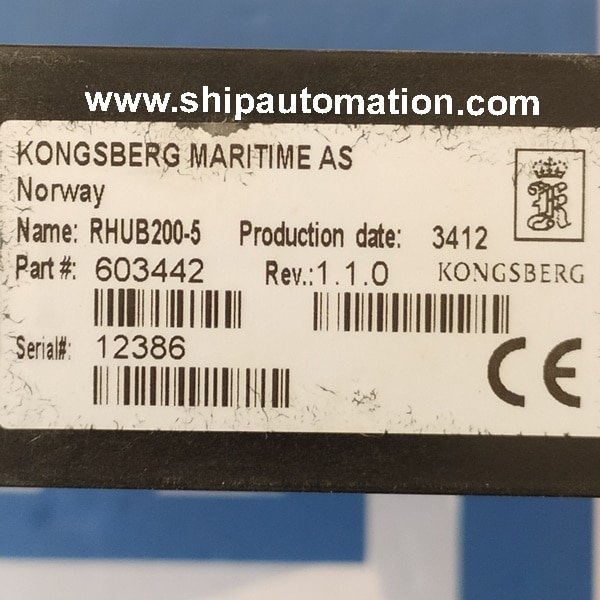 www.shipautomation.com
KONGSBERG MARITIME AS
Norway
Name: RHUB200-5 Production date: 3412
Part #: 603442 Rev.:1.1.0 KONGSBERG
Serial#: 12386
CE